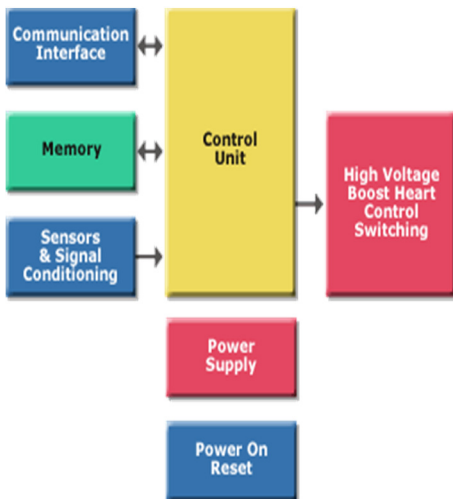 Communication
Interface
Memory
Sensors
& Signal
Conditioning
Control
Unit
High Voltage
Boost Heart
Control
Switching
Power
Supply
Power On
Reset